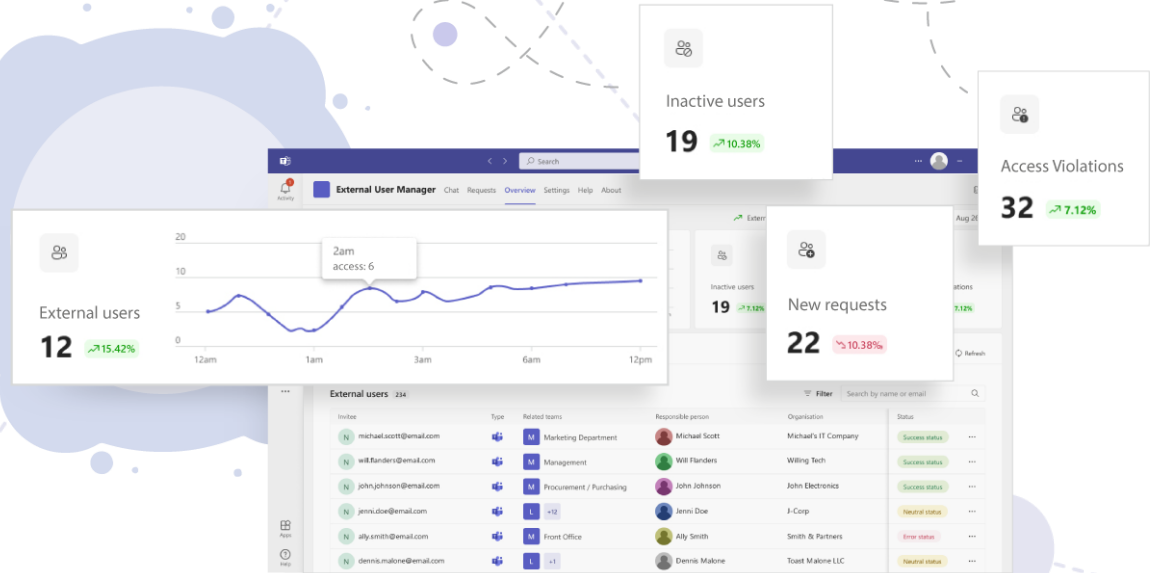 Inactive users
19 10.38%
Access Violations
32 7.12%
Search
Activity
External User Manager Chat Requests Overview Settings Help About
Aug 26
External users
12 15.42%
20
10
5
0
2am
access: 6
12am 1am 3am 6am 12pm
Inactive users
19 7.12%
New requests
22 10.38%
7.12%
Refresh
External users 234
Filter Search by name or email
Invitee Type Related teams Responsible person Organisation Status
N michael.scott@email.com M Marketing Department Michael Scott Michael's IT Company Success status
N will.flanders@email.com M Management Will Flanders Willing Tech Success status
N john.johnson@email.com M Procurement / Purchasing John Johnson John Electronics Success status
N jenni.doe@email.com L +12 Jenni Doe J-Corp Neutral status
N ally.smith@email.com M Front Office Ally Smith Smith & Partners Error status
N dennis.malone@email.com L +1 Dennis Malone Toast Malone LLC Neutral status
Apps
Help